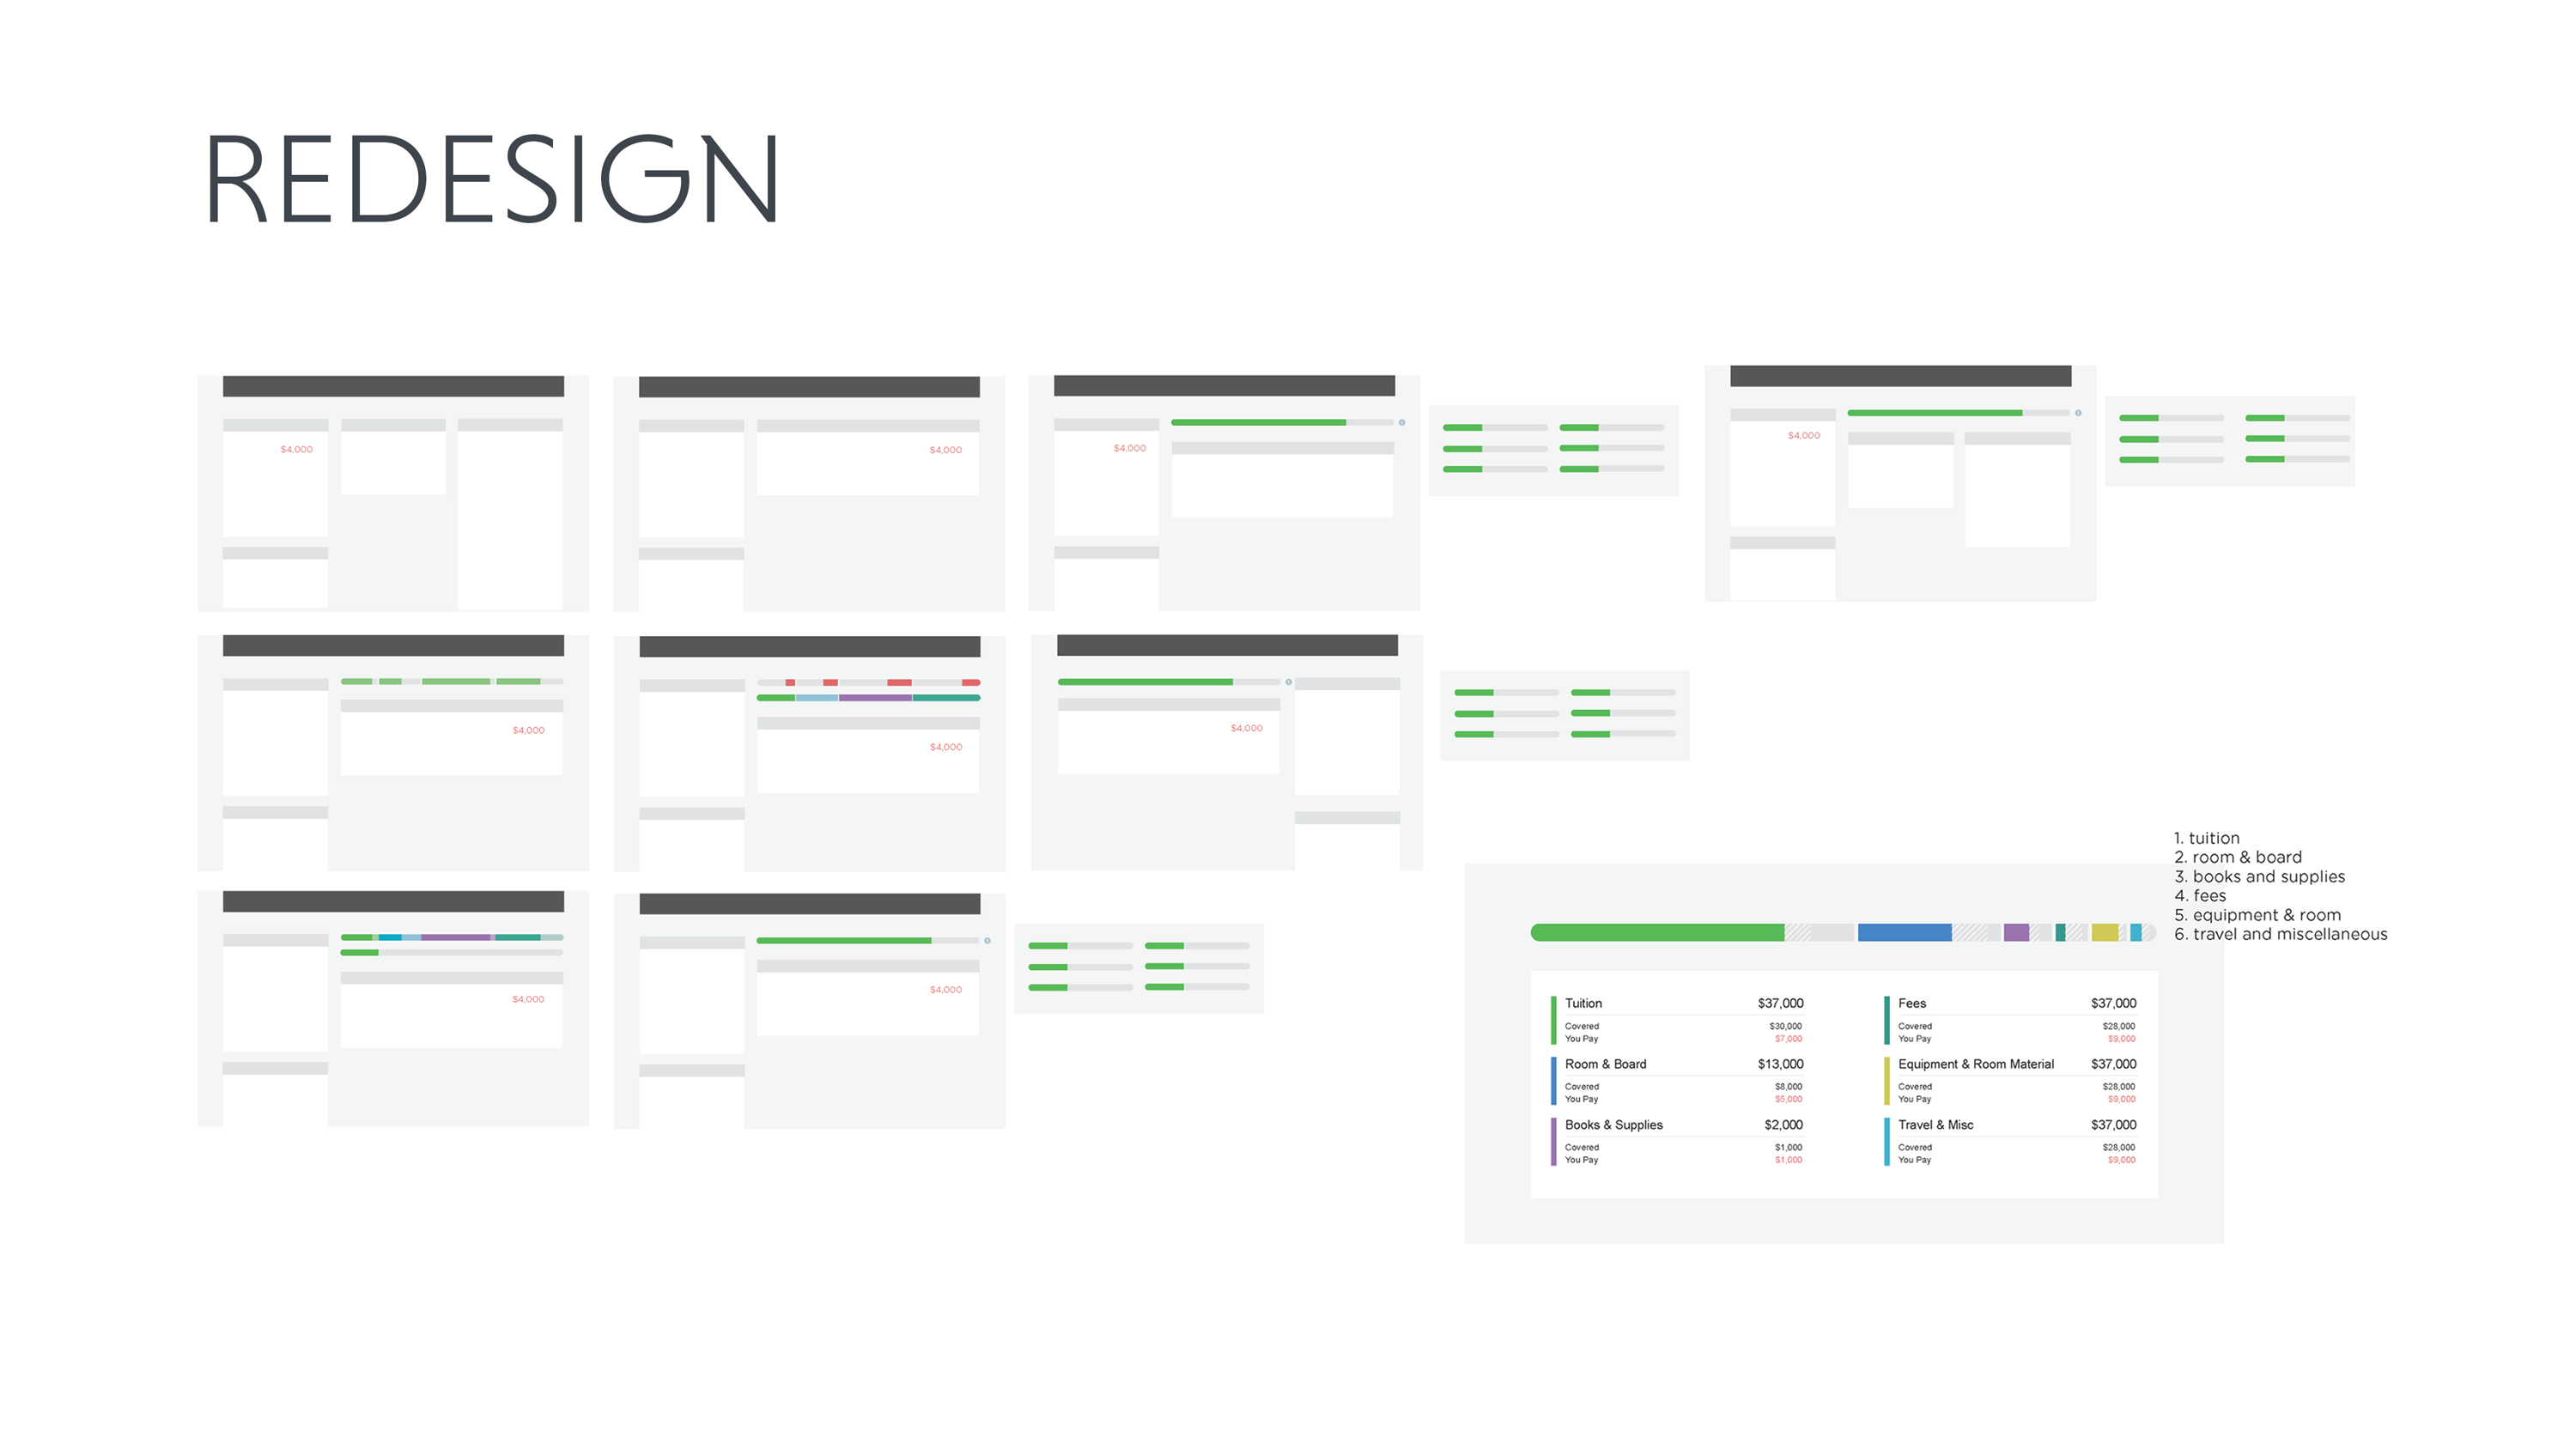 REDESIGN
$4,000
$4,000
$4,000
$4,000
$4,000
$4,000
$4,000
$4,000
$4,000
1. tuition
2. room & board
3. books and supplies
4. fees
5. equipment & room
6. travel and miscellaneous
Tuition $37,000
Covered $30,000
You Pay $7,000
Room & Board $13,000
Covered $8,000
You Pay $5,000
Books & Supplies $2,000
Covered $1,000
You Pay $1,000
Fees $37,000
Covered $28,000
You Pay $9,000
Equipment & Room Material $37,000
Covered $28,000
You Pay $9,000
Travel & Misc $37,000
Covered $28,000
You Pay $9,000